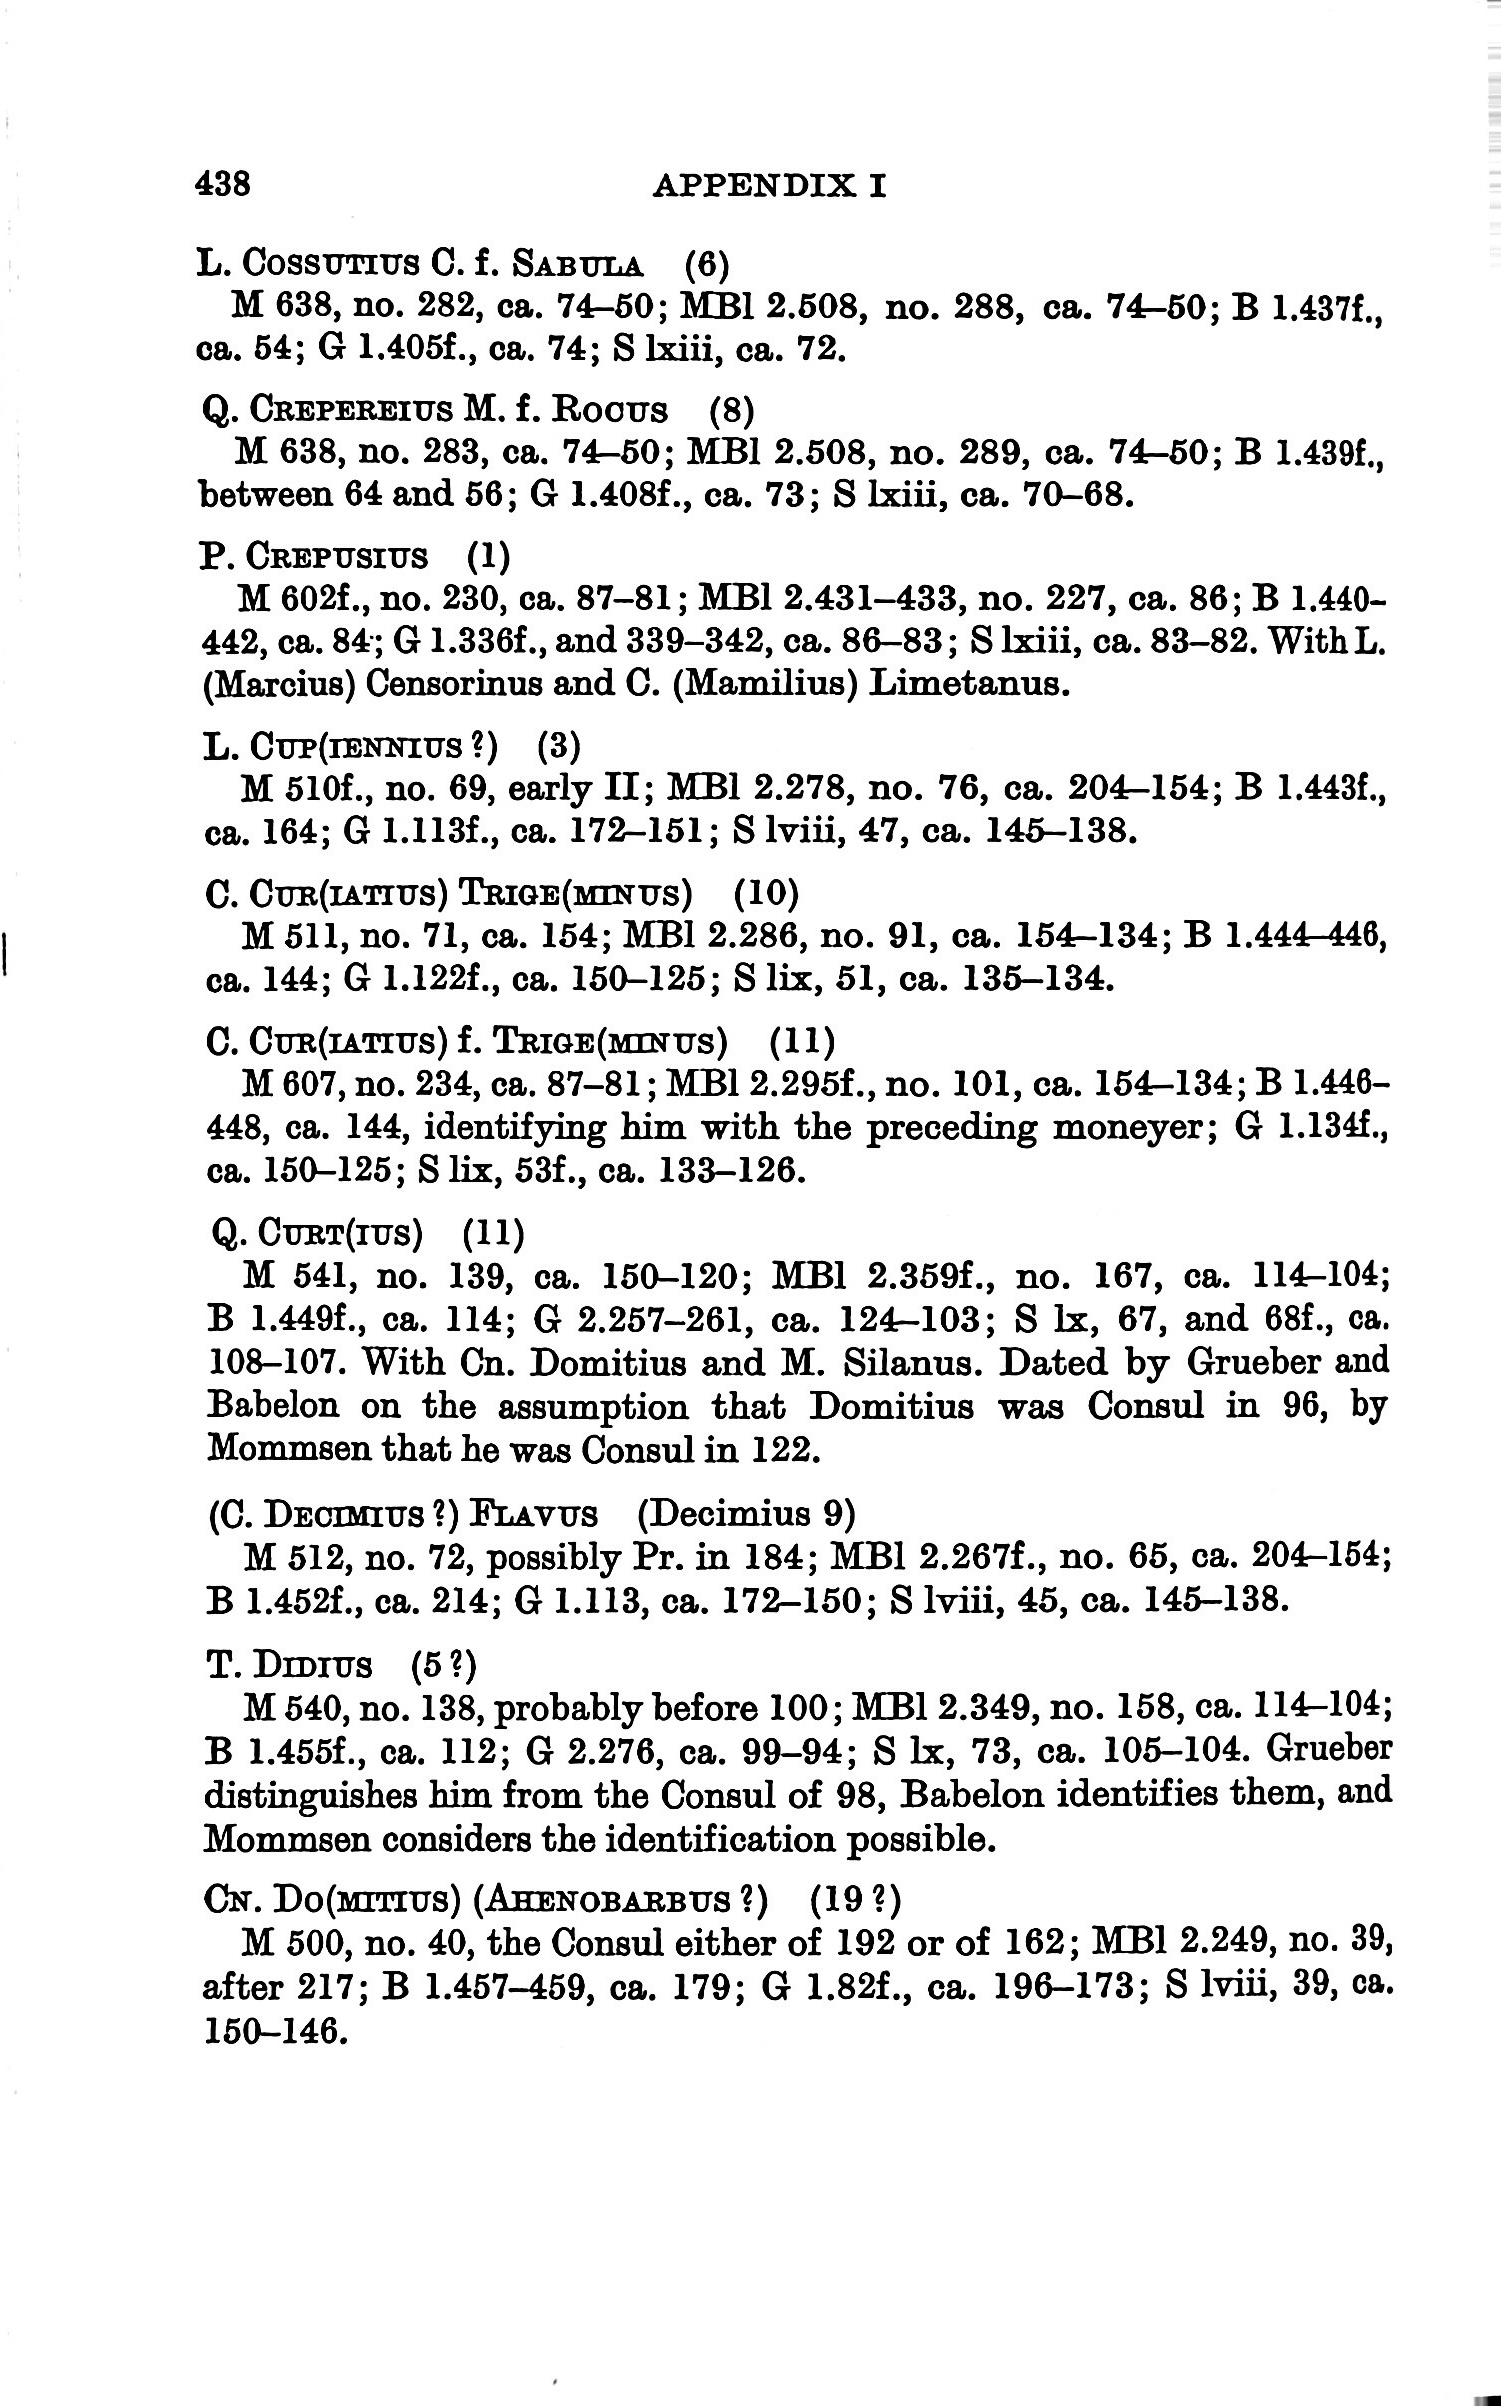 438 APPENDIX I
L. COSSUTIUS C. f. SABULA (6)
M 638, no. 282, ca. 74–50; MBl 2.508, no. 288, ca. 74–50; B 1.437f.,
ca. 54; G 1.405f., ca. 74; S lxiii, ca. 72.
Q. CREPEREIUS M. f. ROCUS (8)
M 638, no. 283, ca. 74–50; MBl 2.508, no. 289, ca. 74–50; B 1.439f.,
between 64 and 56; G 1.408f., ca. 73; S lxiii, ca. 70–68.
P. CREPUSIUS (1)
M 602f., no. 230, ca. 87–81; MBl 2.431–433, no. 227, ca. 86; B 1.440–
442, ca. 84; G 1.336f., and 339–342, ca. 86–83; S lxiii, ca. 83–82. With L.
(Marcius) Censorinus and C. (Mamilius) Limetanus.
L. CUP(IENNIUS?) (3)
M 510f., no. 69, early II; MBl 2.278, no. 76, ca. 204–154; B 1.443f.,
ca. 164; G 1.113f., ca. 172–151; S lviii, 47, ca. 145–138.
C. CUR(IATIUS) TRIGE(MINUS) (10)
M 511, no. 71, ca. 154; MBl 2.286, no. 91, ca. 154–134; B 1.444–446,
ca. 144; G 1.122f., ca. 150–125; S lix, 51, ca. 135–134.
C. CUR(IATIUS) f. TRIGE(MINUS) (11)
M 607, no. 234, ca. 87–81; MBl 2.295f., no. 101, ca. 154–134; B 1.446–
448, ca. 144, identifying him with the preceding moneyer; G 1.134f.,
ca. 150–125; S lix, 53f., ca. 133–126.
Q. CURT(IUS) (11)
M 541, no. 139, ca. 150–120; MBl 2.359f., no. 167, ca. 114–104;
B 1.449f., ca. 114; G 2.257–261, ca. 124–103; S lx, 67, and 68f., ca.
108–107. With Cn. Domitius and M. Silanus. Dated by Grueber and
Babelon on the assumption that Domitius was Consul in 96, by
Mommsen that he was Consul in 122.
(C. DECIMIUS?) FLAVUS (Decimius 9)
M 512, no. 72, possibly Pr. in 184; MBl 2.267f., no. 65, ca. 204–154;
B 1.452f., ca. 214; G 1.113, ca. 172–150; S lviii, 45, ca. 145–138.
T. DIDIUS (5?)
M 540, no. 138, probably before 100; MBl 2.349, no. 158, ca. 114–104;
B 1.455f., ca. 112; G 2.276, ca. 99–94; S lx, 73, ca. 105–104. Grueber
distinguishes him from the Consul of 98, Babelon identifies them, and
Mommsen considers the identification possible.
CN. DO(MITIUS) (AHENOBARBUS?) (19?)
M 500, no. 40, the Consul either of 192 or of 162; MBl 2.249, no. 39,
after 217; B 1.457–459, ca. 179; G 1.82f., ca. 196–173; S lviii, 39, ca.
150–146.